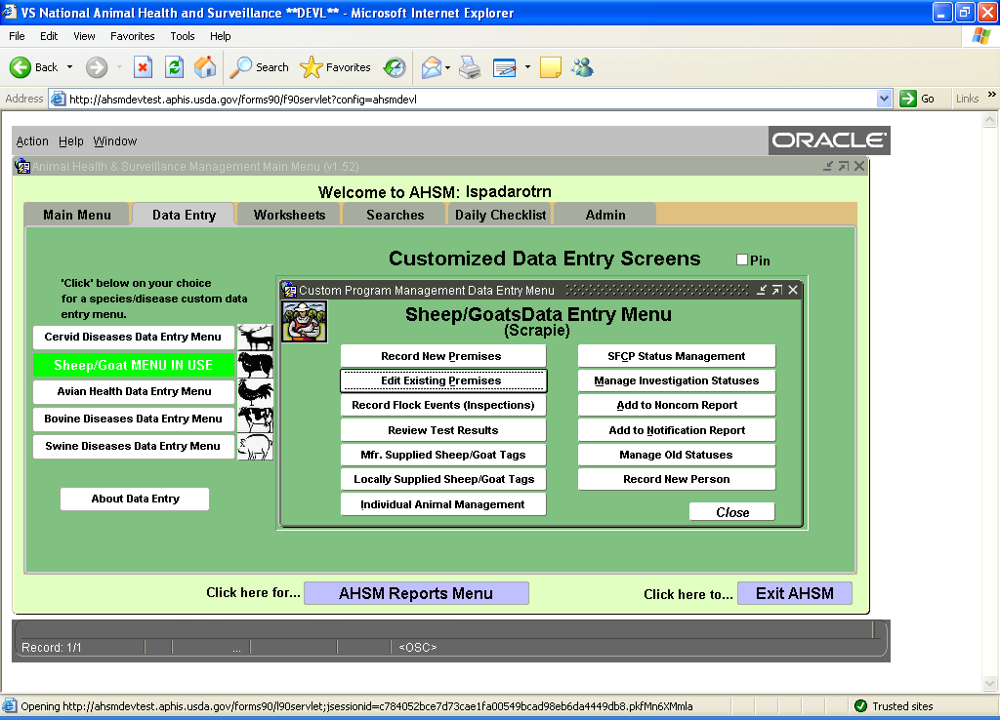 VS National Animal Health and Surveillance **DEVL** - Microsoft Internet Explorer
File Edit View Favorites Tools Help
Back Search Favorites
Address http://ahsmdevtest.aphis.usda.gov/forms90/f90servlet?config=ahsmdevl Go Links »
Action Help Window ORACLE
Animal Health & Surveillance Management Main Menu (v1.52)
Welcome to AHSM: lspadarotrn
Main Menu Data Entry Worksheets Searches Daily Checklist Admin
Customized Data Entry Screens Pin
'Click' below on your choice
for a species/disease custom data
entry menu.
Cervid Diseases Data Entry Menu
Sheep/Goat MENU IN USE
Avian Health Data Entry Menu
Bovine Diseases Data Entry Menu
Swine Diseases Data Entry Menu
About Data Entry
Custom Program Management Data Entry Menu
Sheep/GoatsData Entry Menu
(Scrapie)
Record New Premises
Edit Existing Premises
Record Flock Events (Inspections)
Review Test Results
Mfr. Supplied Sheep/Goat Tags
Locally Supplied Sheep/Goat Tags
Individual Animal Management
SFCP Status Management
Manage Investigation Statuses
Add to Noncom Report
Add to Notification Report
Manage Old Statuses
Record New Person
Close
Click here for... AHSM Reports Menu
Click here to... Exit AHSM
Record: 1/1 ... <OSC>
Opening http://ahsmdevtest.aphis.usda.gov/forms90/l90servlet;jsessionid=c784052bce7d73cae1fa00549bcad98eb6da4449db8.pkfMn6XMmla Trusted sites